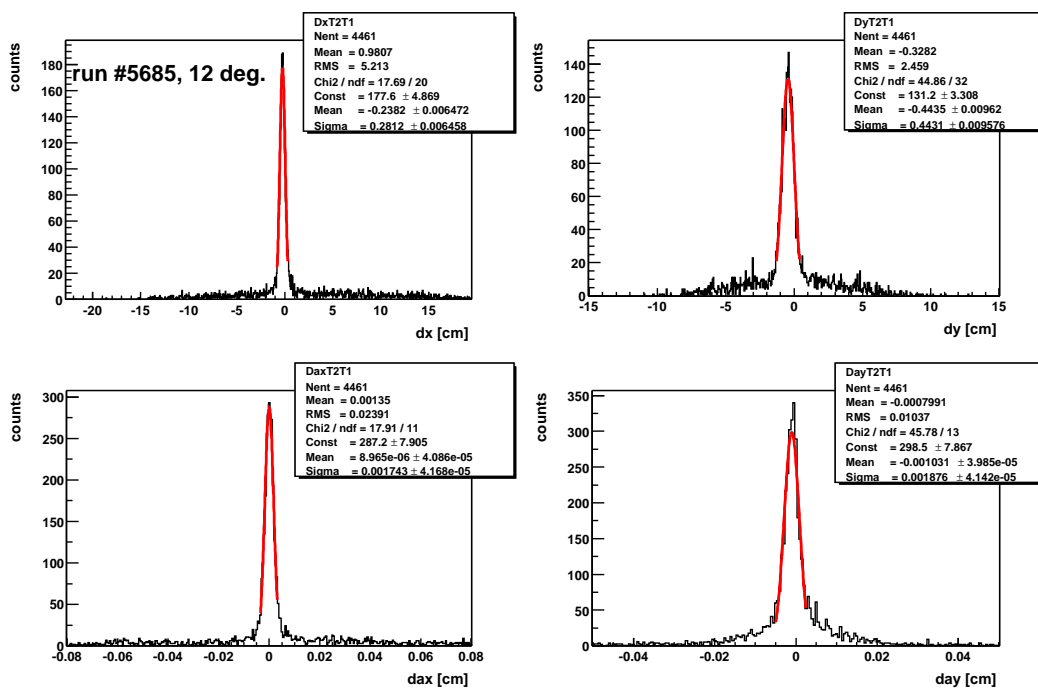 DxT2T1
Nent = 4461
Mean = 0.9807
RMS = 5.213
Chi2 / ndf = 17.69 / 20
Const = 177.6 ± 4.869
Mean = -0.2382 ± 0.006472
Sigma = 0.2812 ± 0.006458
run #5685, 12 deg.
counts
180
160
140
120
100
80
60
40
20
0
-20 -15 -10 -5 0 5 10 15
dx [cm]
DyT2T1
Nent = 4461
Mean = -0.3282
RMS = 2.459
Chi2 / ndf = 44.86 / 32
Const = 131.2 ± 3.308
Mean = -0.4435 ± 0.00962
Sigma = 0.4431 ± 0.009576
counts
140
120
100
80
60
40
20
0
-15 -10 -5 0 5 10 15
dy [cm]
DaxT2T1
Nent = 4461
Mean = 0.00135
RMS = 0.02391
Chi2 / ndf = 17.91 / 11
Const = 287.2 ± 7.905
Mean = 8.965e-06 ± 4.086e-05
Sigma = 0.001743 ± 4.168e-05
counts
300
250
200
150
100
50
0
-0.08 -0.06 -0.04 -0.02 0 0.02 0.04 0.06 0.08
dax [cm]
DayT2T1
Nent = 4461
Mean = -0.0007991
RMS = 0.01037
Chi2 / ndf = 45.78 / 13
Const = 298.5 ± 7.867
Mean = -0.001031 ± 3.985e-05
Sigma = 0.001876 ± 4.142e-05
counts
350
300
250
200
150
100
50
0
-0.04 -0.02 0 0.02 0.04
day [cm]